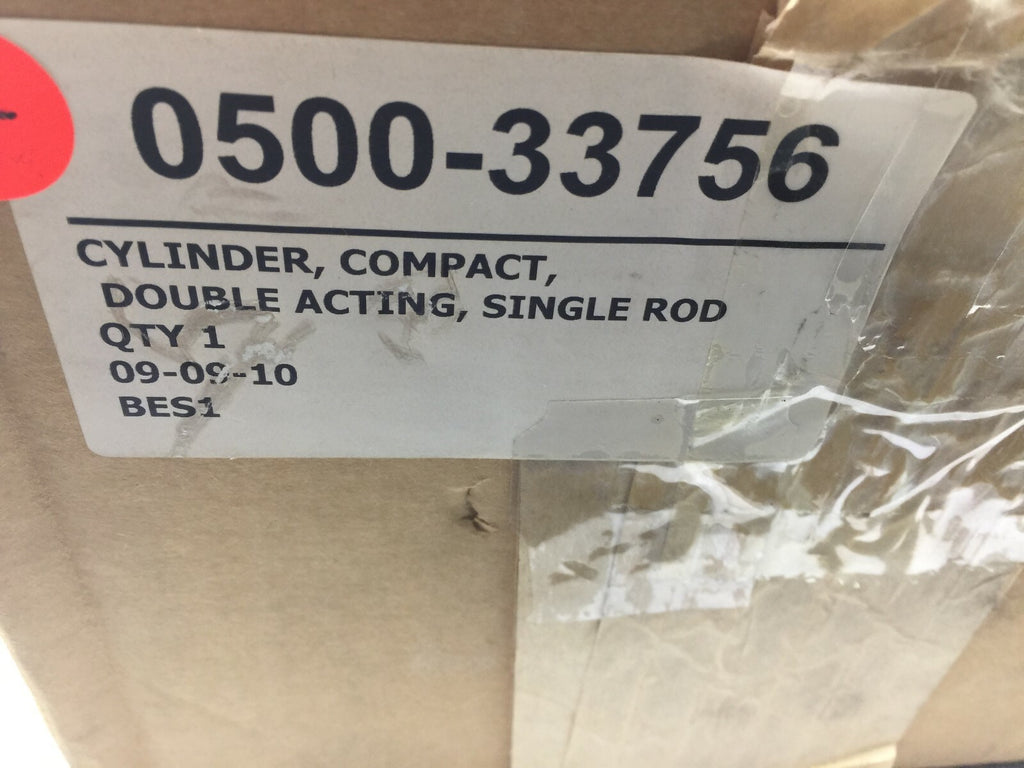 0500-33756
CYLINDER, COMPACT,
DOUBLE ACTING, SINGLE ROD
QTY 1
09-09-10
BES1